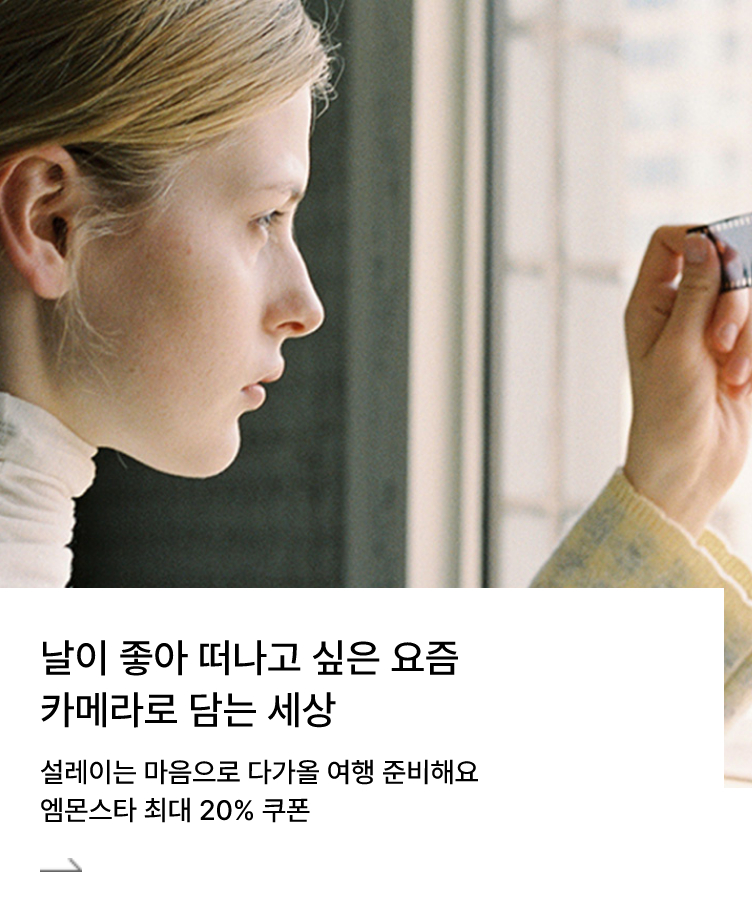 날이 좋아 떠나고 싶은 요즘
카메라로 담는 세상
설레이는 마음으로 다가올 여행 준비해요
엠몬스타 최대 20% 쿠폰